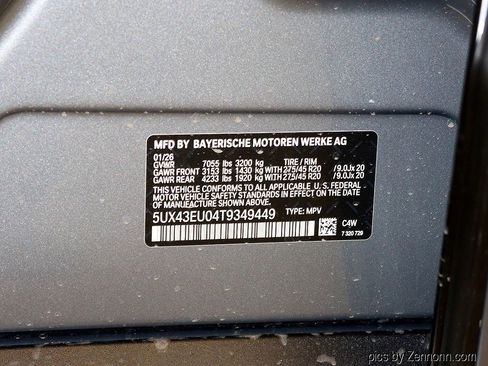 MFD BY BAYERISCHE MOTOREN WERKE AG
01/26
GVWR 7055 lbs 3200 kg TIRE / RIM
GAWR FRONT 3153 lbs 1430 kg WITH 275/45 R20 /9.0Jx 20
GAWR REAR 4233 lbs 1920 kg WITH 275/45 R20 /9.0Jx 20
THIS VEHICLE CONFORMS TO ALL APPLICABLE U.S. FEDERAL
MOTOR VEHICLE SAFETY STANDARDS IN EFFECT ON THE DATE
OF MANUFACTURE SHOWN ABOVE.
5UX43EU04T9349449 TYPE: MPV
C4W
7 320 729
pics by Zennonn.com